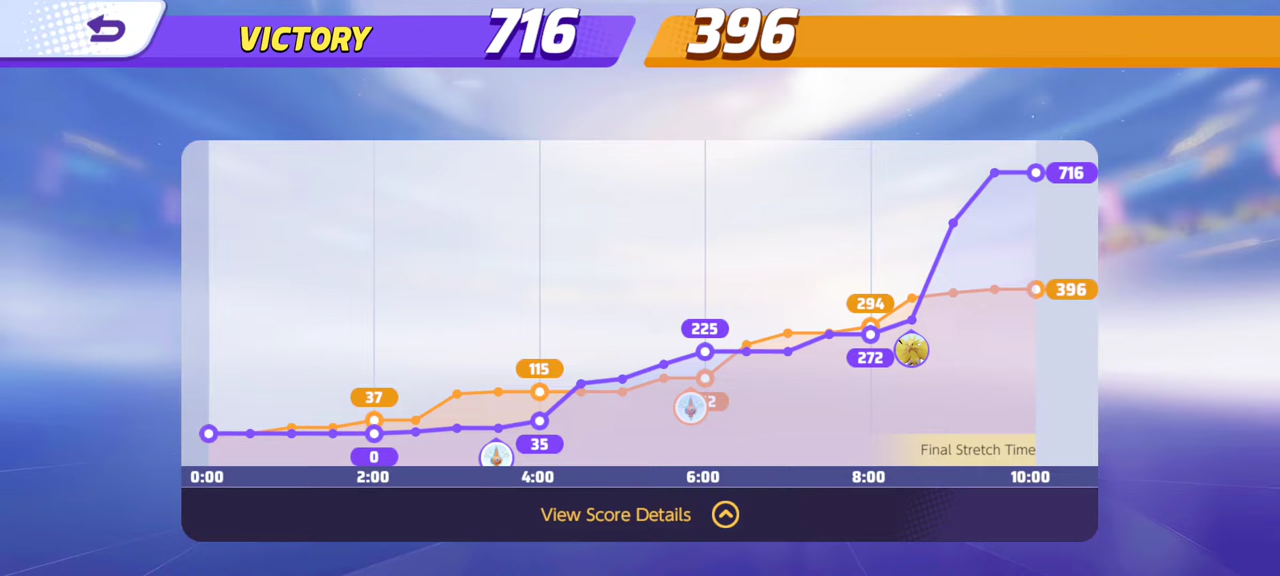 VICTORY 716 396
716
396
294
225
272
115
37
35
0
Final Stretch Time
0:00 2:00 4:00 6:00 8:00 10:00
View Score Details